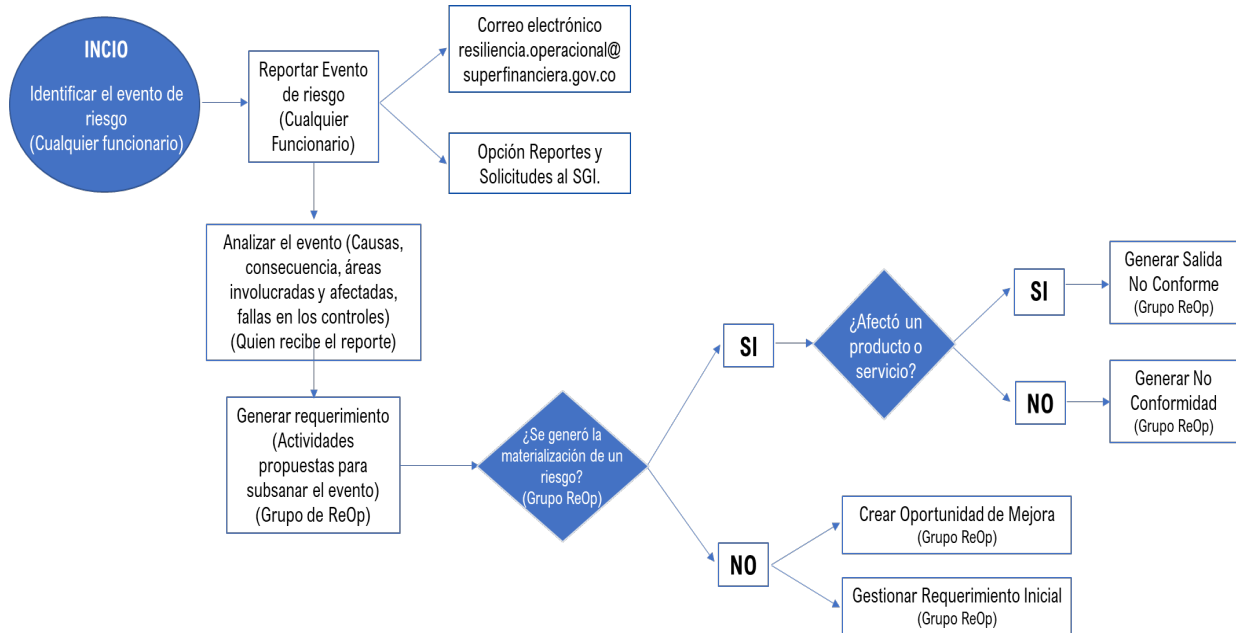 INCIO
Identificar el evento de
riesgo
(Cualquier funcionario)
Reportar Evento
de riesgo
(Cualquier
Funcionario)
Correo electrónico
resiliencia.operacional@
superfinanciera.gov.co
Opción Reportes y
Solicitudes al SGI.
Analizar el evento (Causas,
consecuencia, áreas
involucradas y afectadas,
fallas en los controles)
(Quien recibe el reporte)
Generar requerimiento
(Actividades
propuestas para
subsanar el evento)
(Grupo de ReOp)
¿Se generó la
materialización de un
riesgo?
(Grupo ReOp)
SI
¿Afectó un
producto o
servicio?
SI
Generar Salida
No Conforme
(Grupo ReOp)
NO
Generar No
Conformidad
(Grupo ReOp)
NO
Crear Oportunidad de Mejora
(Grupo ReOp)
Gestionar Requerimiento Inicial
(Grupo ReOp)